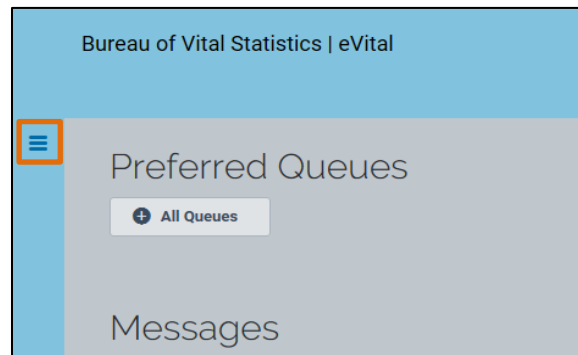 Bureau of Vital Statistics | eVital
Preferred Queues
All Queues
Messages